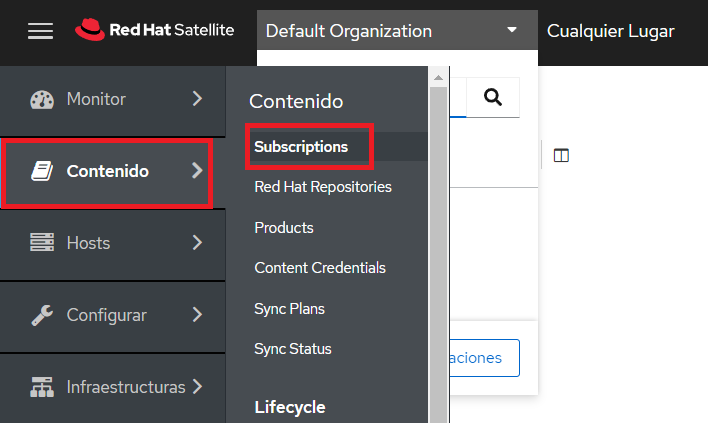 Red Hat Satellite
Default Organization
Cualquier Lugar
Monitor
Contenido
Hosts
Configurar
Infraestructuras
Contenido
Subscriptions
Red Hat Repositories
Products
Content Credentials
Sync Plans
Sync Status
Lifecycle
aciones